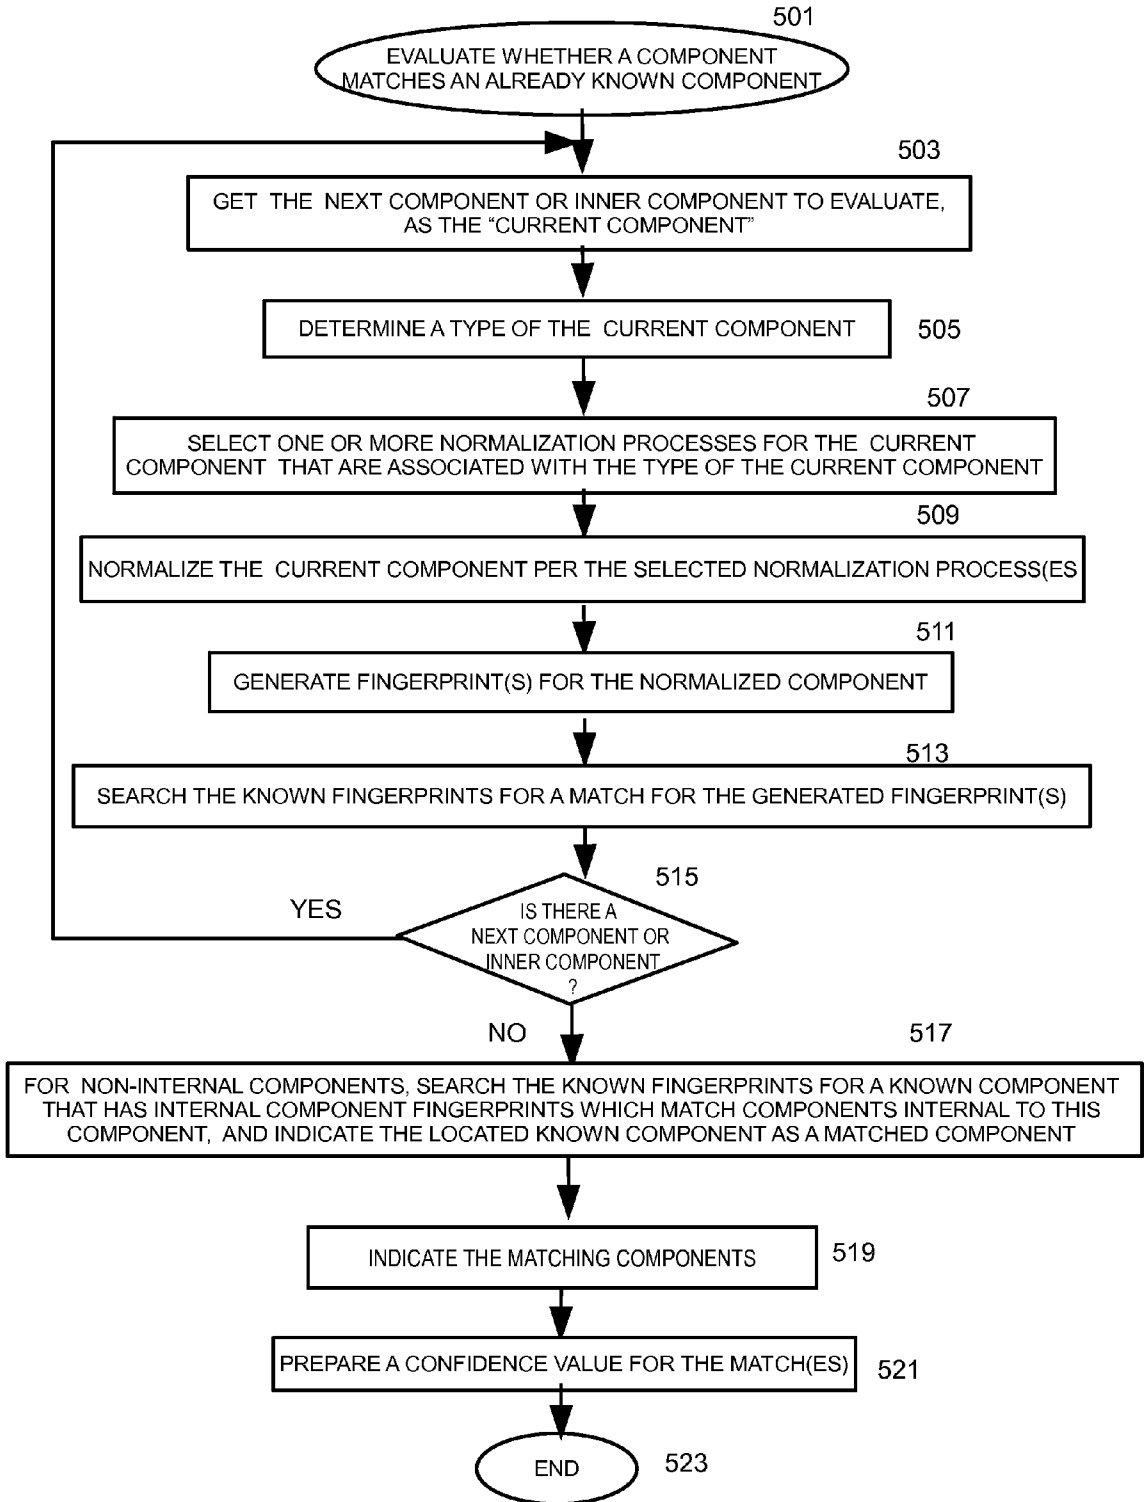 501
EVALUATE WHETHER A COMPONENT
MATCHES AN ALREADY KNOWN COMPONENT
503
GET THE NEXT COMPONENT OR INNER COMPONENT TO EVALUATE,
AS THE “CURRENT COMPONENT”
DETERMINE A TYPE OF THE CURRENT COMPONENT
505
507
SELECT ONE OR MORE NORMALIZATION PROCESSES FOR THE CURRENT
COMPONENT THAT ARE ASSOCIATED WITH THE TYPE OF THE CURRENT COMPONENT
509
NORMALIZE THE CURRENT COMPONENT PER THE SELECTED NORMALIZATION PROCESS(ES
511
GENERATE FINGERPRINT(S) FOR THE NORMALIZED COMPONENT
513
SEARCH THE KNOWN FINGERPRINTS FOR A MATCH FOR THE GENERATED FINGERPRINT(S)
515
YES
IS THERE A
NEXT COMPONENT OR
INNER COMPONENT
?
NO
517
FOR NON-INTERNAL COMPONENTS, SEARCH THE KNOWN FINGERPRINTS FOR A KNOWN COMPONENT
THAT HAS INTERNAL COMPONENT FINGERPRINTS WHICH MATCH COMPONENTS INTERNAL TO THIS
COMPONENT, AND INDICATE THE LOCATED KNOWN COMPONENT AS A MATCHED COMPONENT
INDICATE THE MATCHING COMPONENTS
519
PREPARE A CONFIDENCE VALUE FOR THE MATCH(ES)
521
END
523